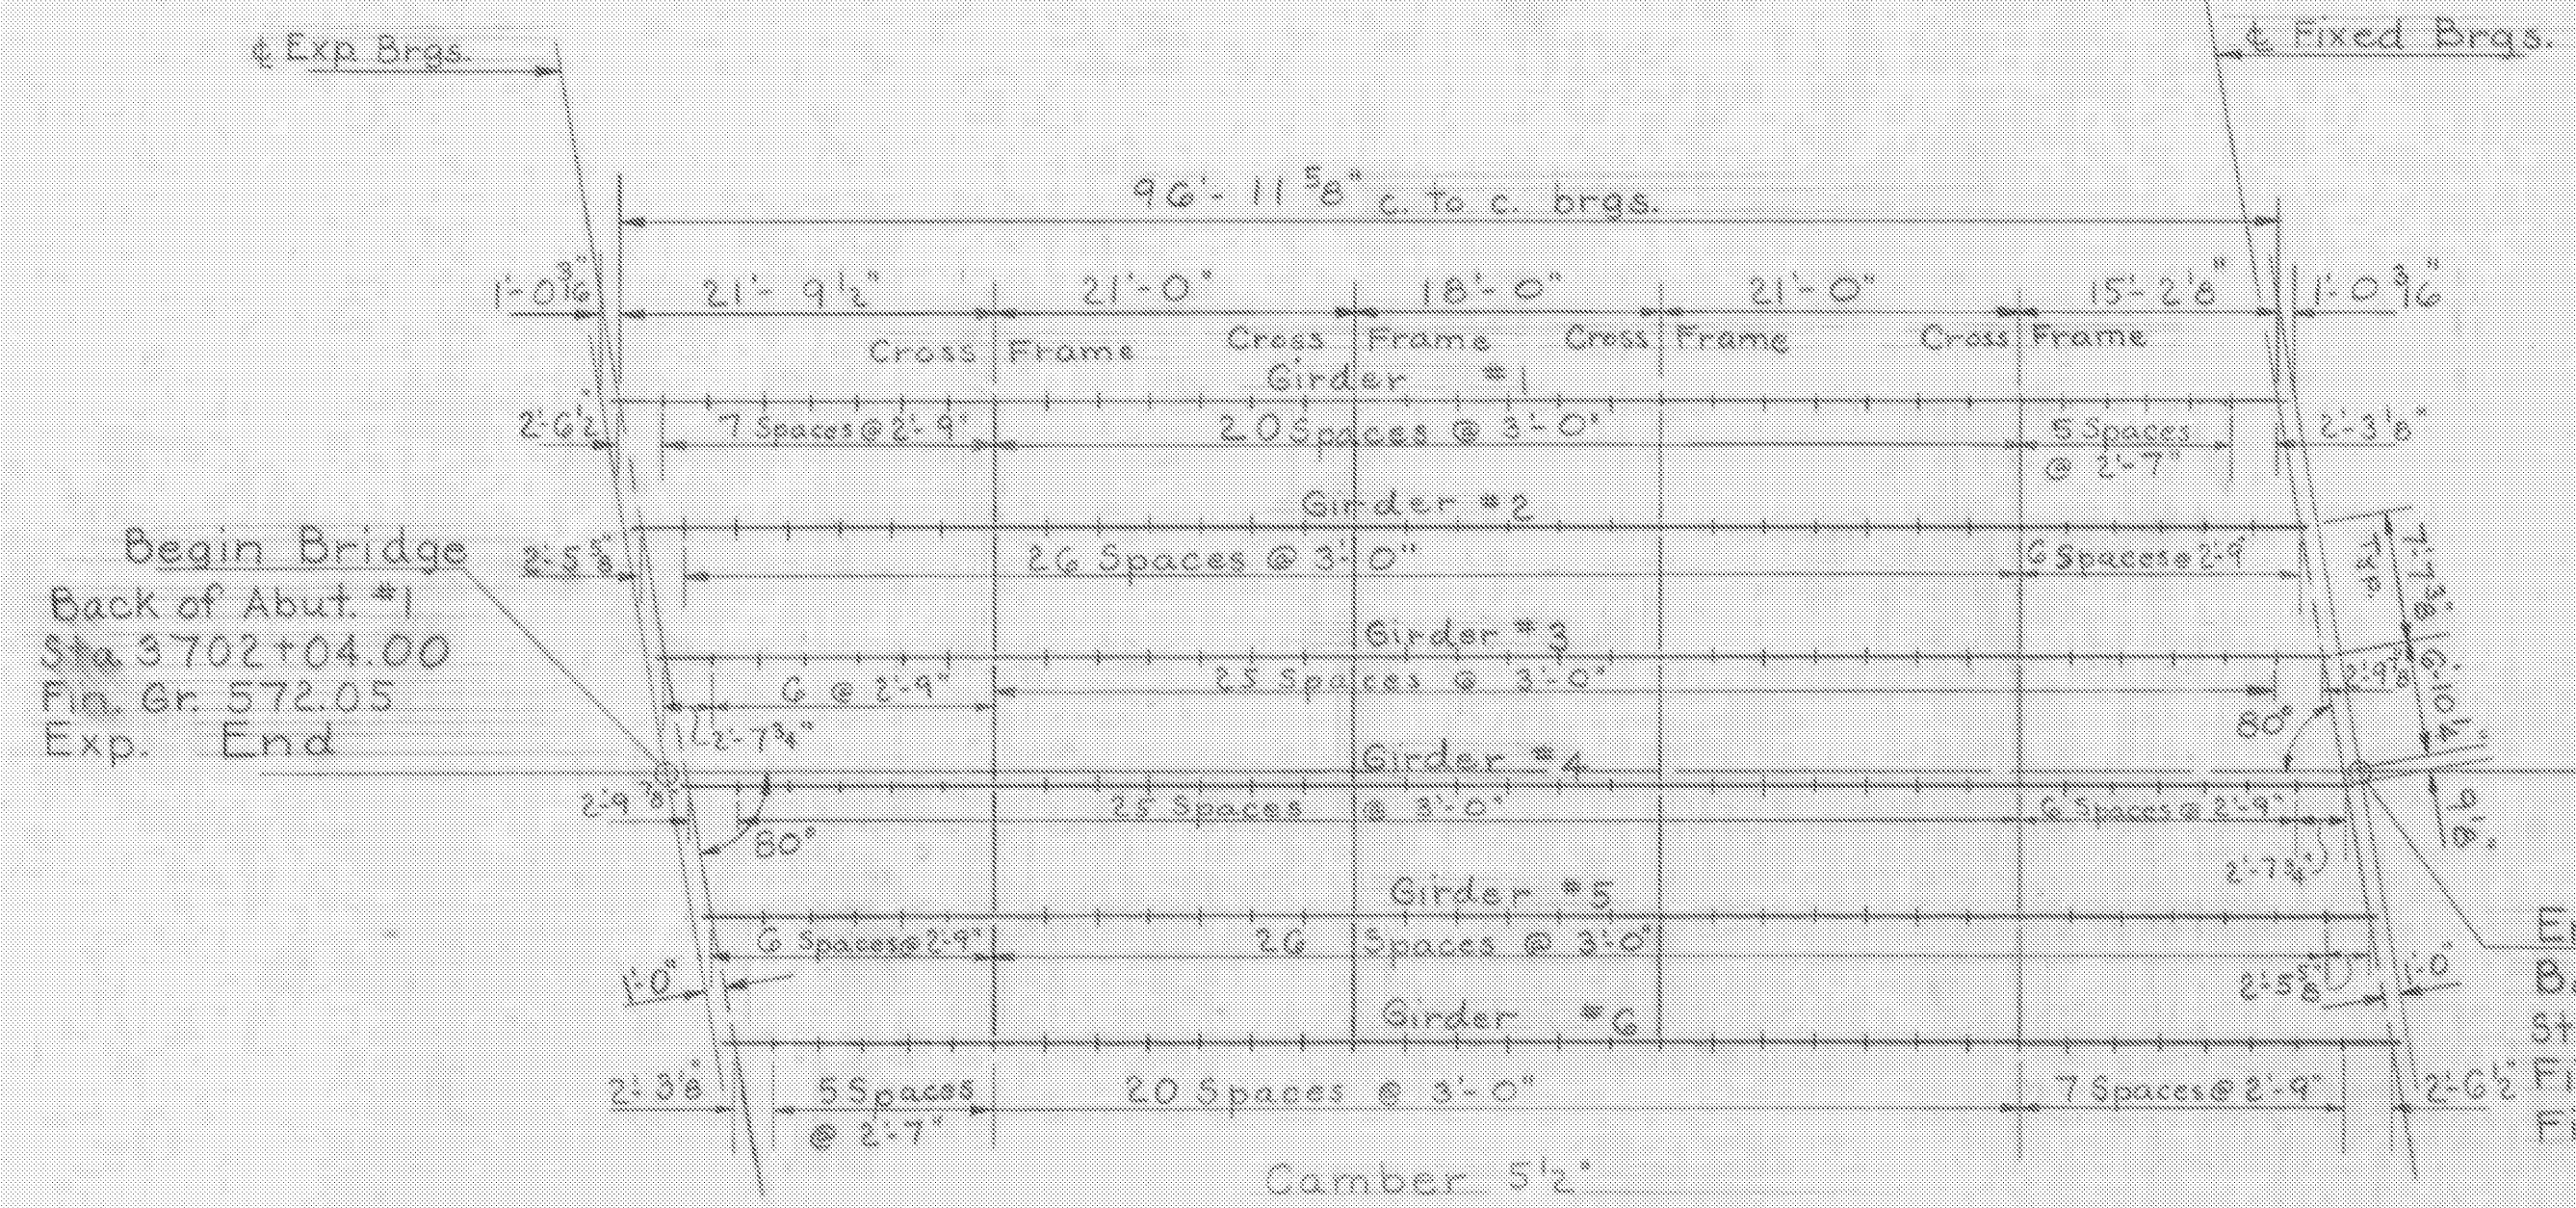 ℄ Exp. Brgs.
℄ Fixed Brgs.
96'-11 5/8" c. to c. brgs.
1'-0 3/16"
21'-9 1/2"
21'-0"
18'-0"
21'-0"
15'-2 1/8"
1'-0 3/16"
Cross Frame
Cross Frame
Cross Frame
Cross Frame
Girder #1
2'-6 1/2"
7 Spaces @ 2'-9"
20 Spaces @ 3'-0"
5 Spaces
@ 2'-7"
2'-3 1/8"
Girder #2
2'-5 5/8"
26 Spaces @ 3'-0"
6 Spaces @ 2'-9"
Begin Bridge
Back of Abut. #1
Sta 3702+04.00
Fin. Gr. 572.05
Exp. End
Girder #3
6 @ 2'-9"
25 Spaces @ 3'-0"
2'-9 7/8"
2'-7 3/4"
80°
Girder #4
2'-9 7/8"
25 Spaces @ 3'-0"
6 Spaces @ 2'-9"
80°
2'-7 3/4"
Girder #5
6 Spaces @ 2'-9"
26 Spaces @ 3'-0"
1'-0"
2'-5 5/8"
1'-0"
Girder #6
2'-3 1/8"
5 Spaces
@ 2'-7"
20 Spaces @ 3'-0"
7 Spaces @ 2'-9"
2'-6 1/2"
Camber 5 1/2"